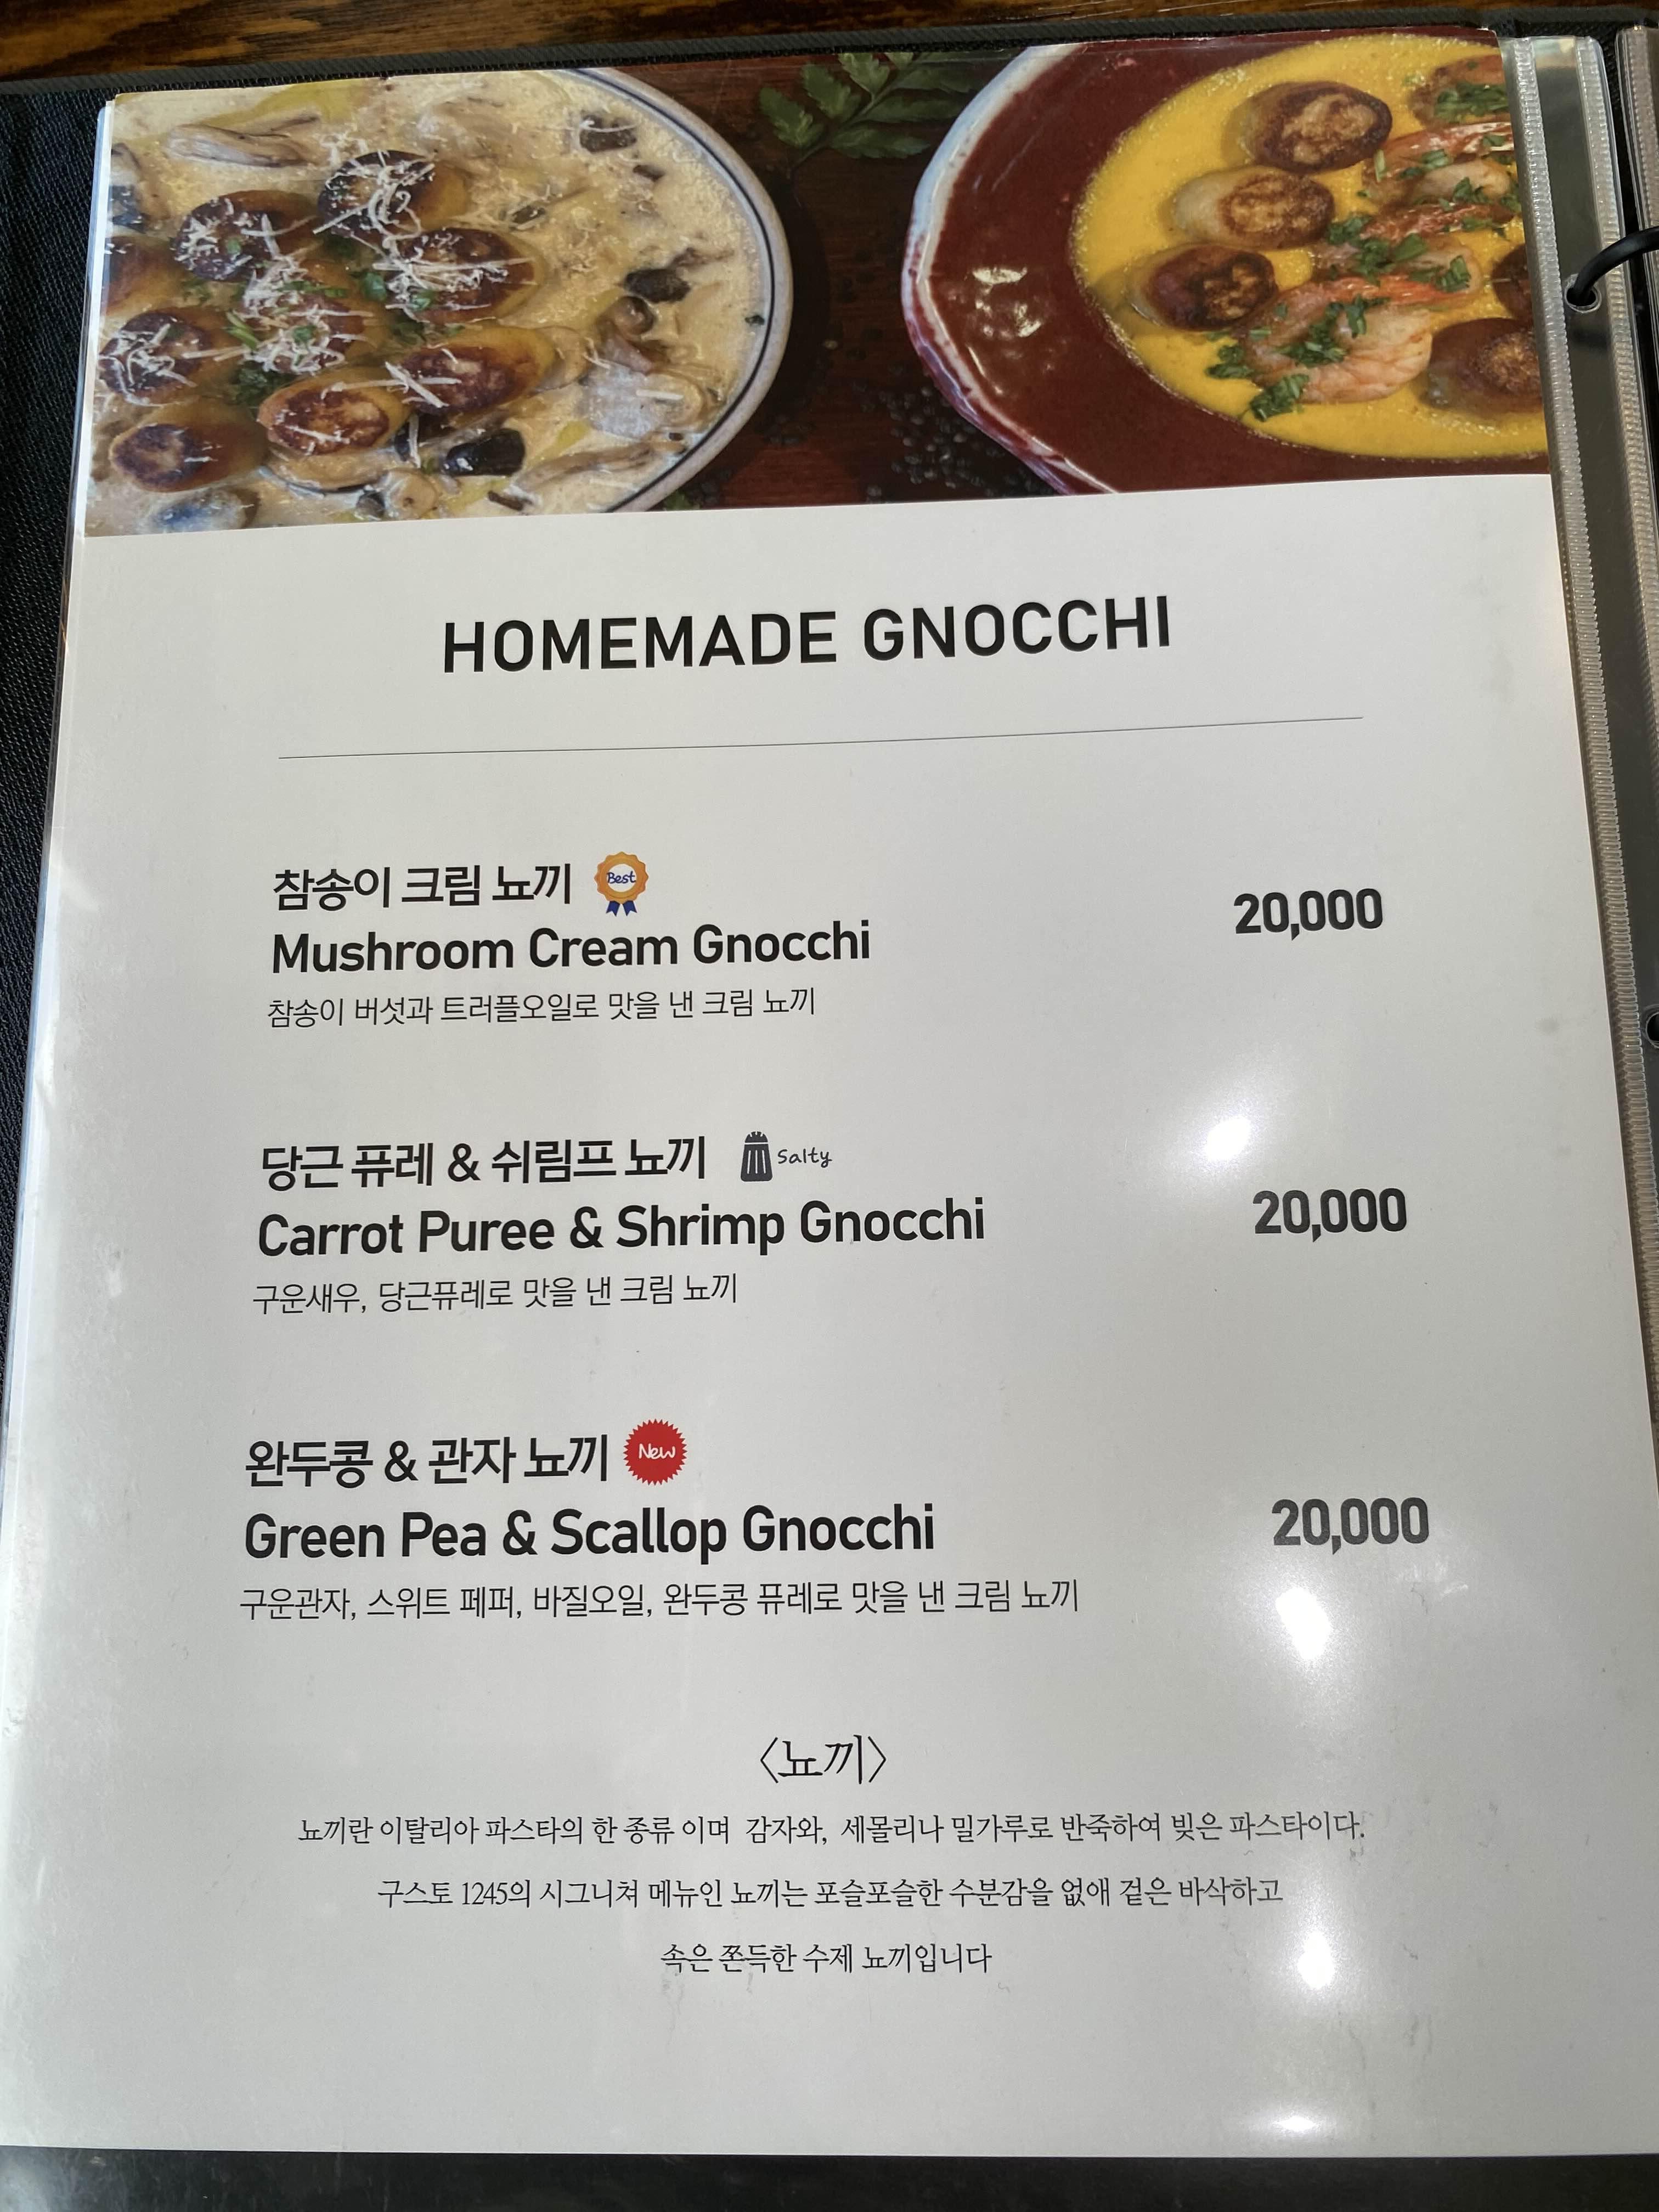 HOMEMADE GNOCCHI
참송이 크림 뇨끼 Best
20,000
Mushroom Cream Gnocchi
참송이 버섯과 트러플오일로 맛을 낸 크림 뇨끼
당근 퓨레 & 쉬림프 뇨끼 Salty
Carrot Puree & Shrimp Gnocchi
20,000
구운새우, 당근퓨레로 맛을 낸 크림 뇨끼
완두콩 & 관자 뇨끼 New
Green Pea & Scallop Gnocchi
20,000
구운관자, 스위트 페퍼, 바질오일, 완두콩 퓨레로 맛을 낸 크림 뇨끼
〈뇨끼〉
뇨끼란 이탈리아 파스타의 한 종류 이며 감자와, 세몰리나 밀가루로 반죽하여 빚은 파스타이다.
구스토 1245의 시그니쳐 메뉴인 뇨끼는 포슬포슬한 수분감을 없애 겉은 바삭하고
속은 쫀득한 수제 뇨끼입니다